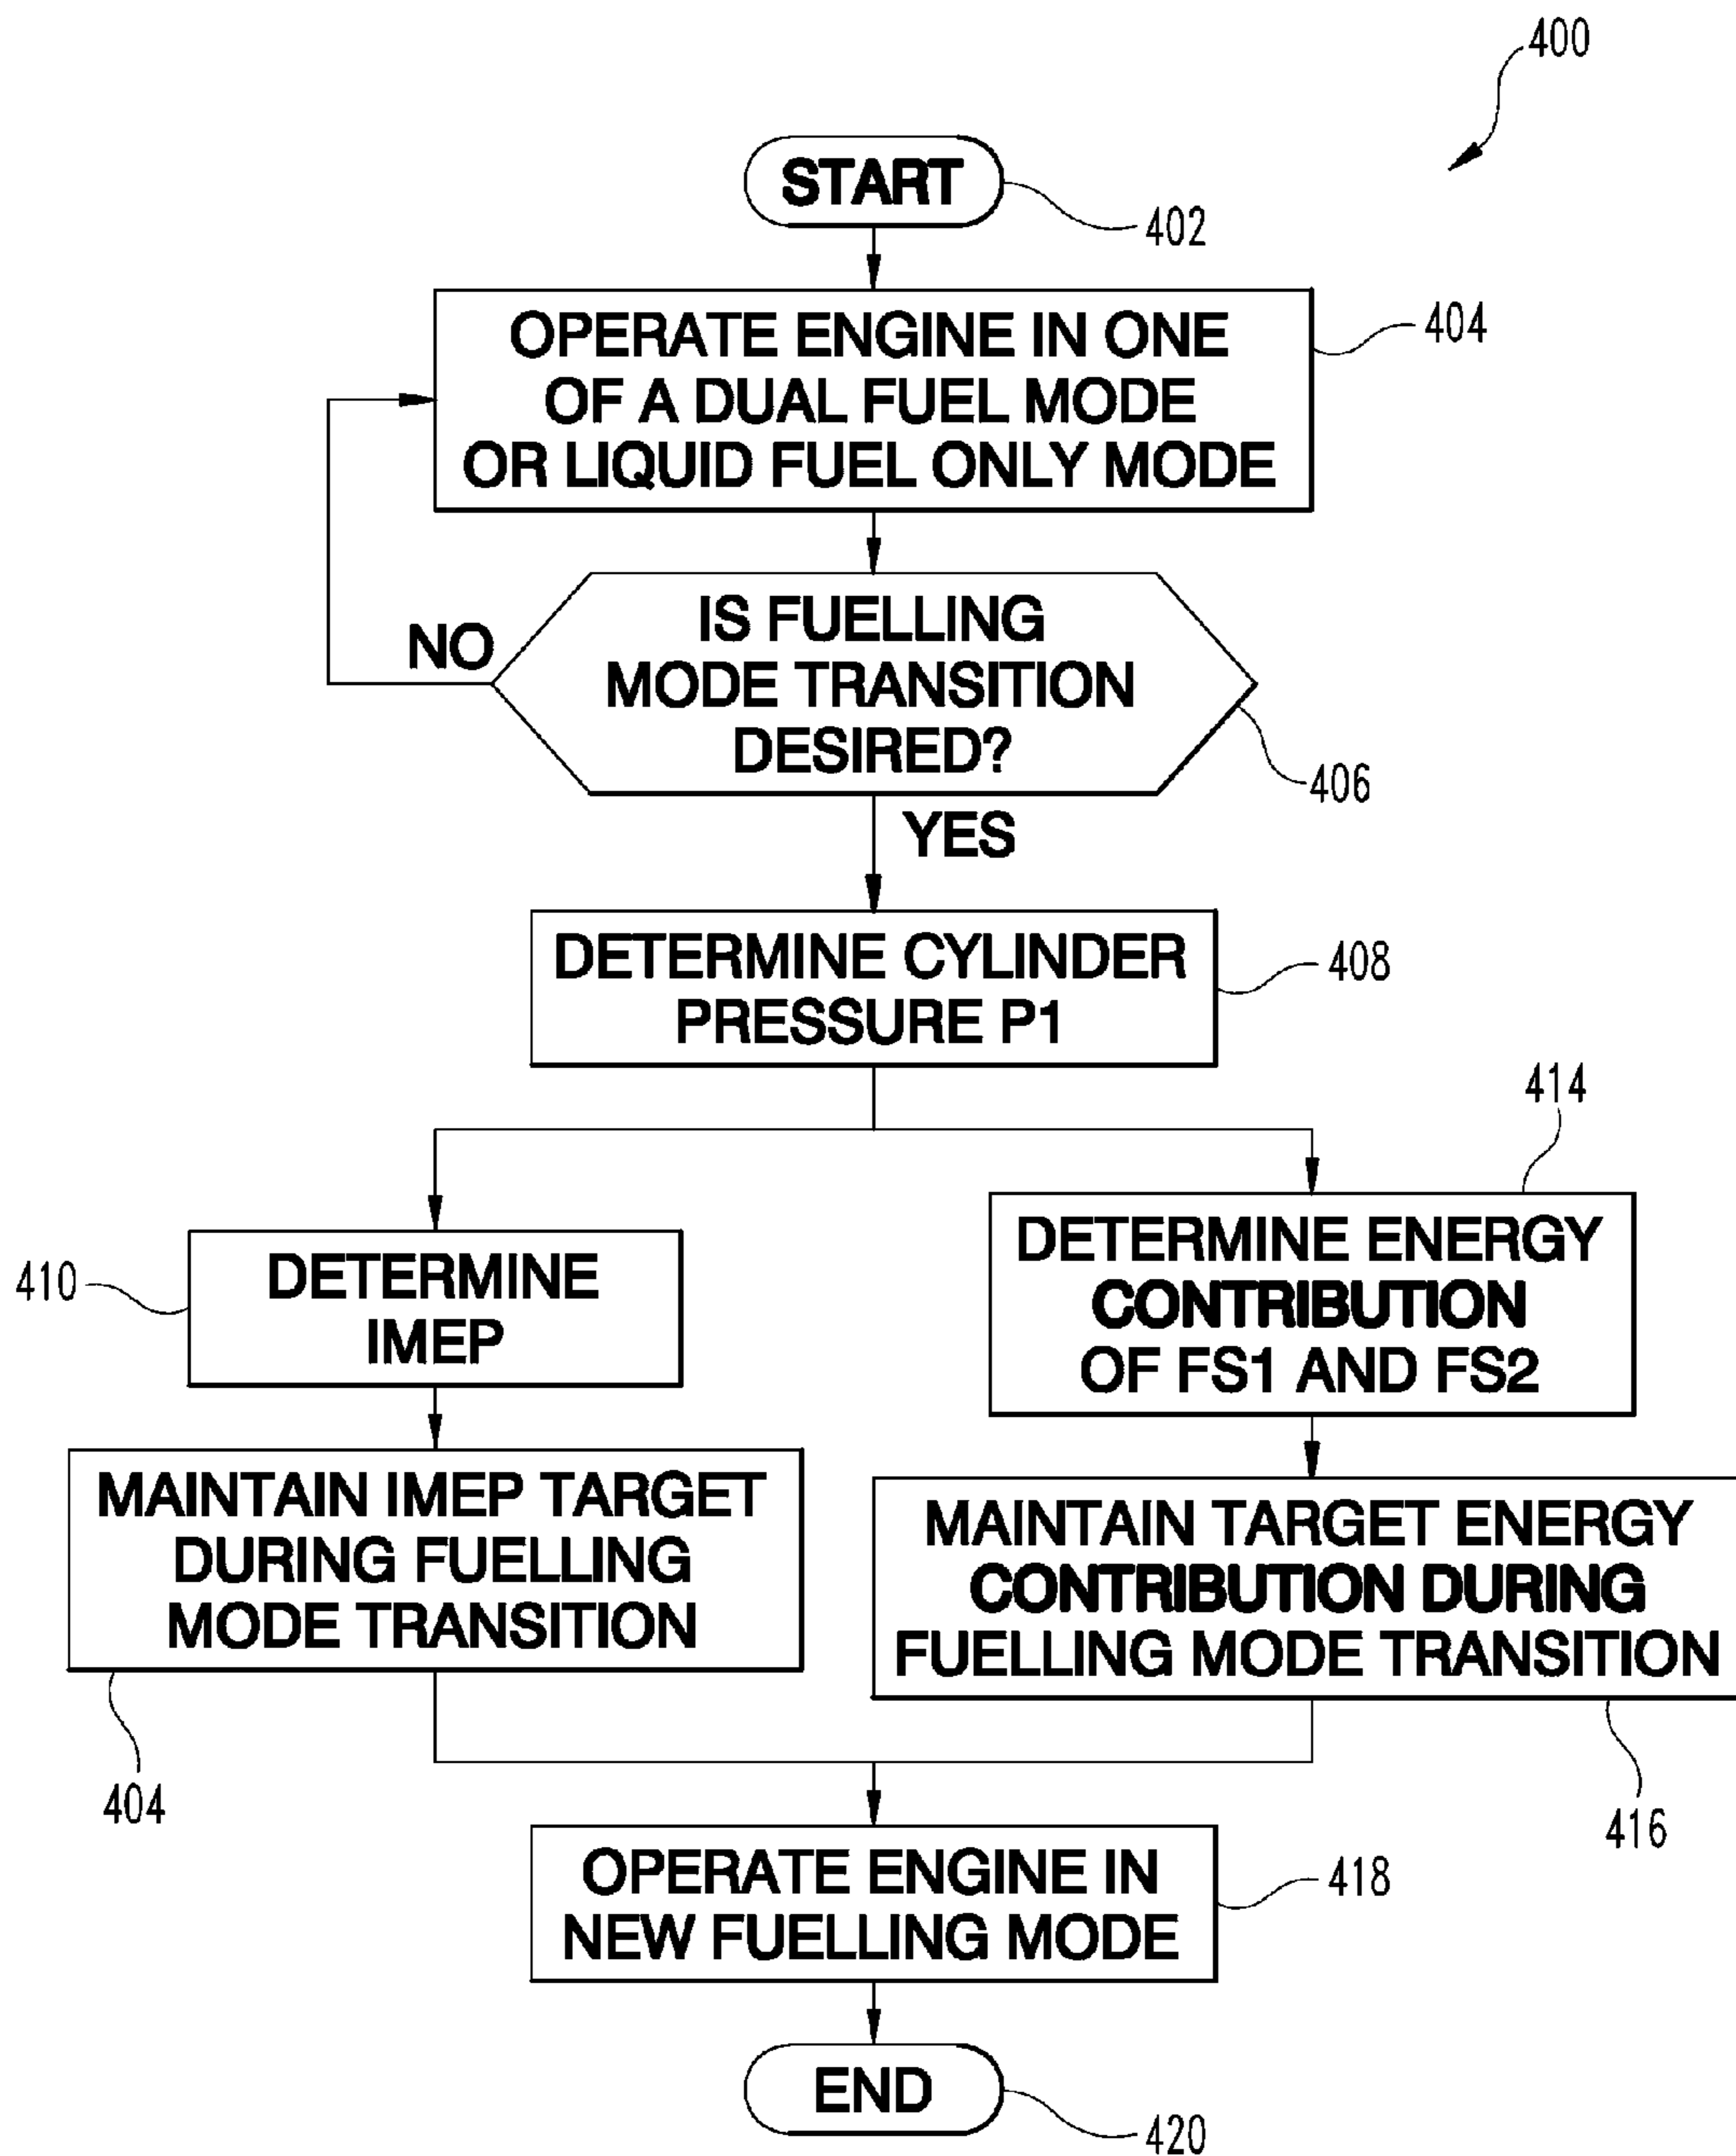 400
START
402
OPERATE ENGINE IN ONE
OF A DUAL FUEL MODE
OR LIQUID FUEL ONLY MODE
404
IS FUELLING
MODE TRANSITION
DESIRED?
NO
406
YES
DETERMINE CYLINDER
PRESSURE P1
408
410
DETERMINE
IMEP
414
DETERMINE ENERGY
CONTRIBUTION
OF FS1 AND FS2
MAINTAIN IMEP TARGET
DURING FUELLING
MODE TRANSITION
404
MAINTAIN TARGET ENERGY
CONTRIBUTION DURING
FUELLING MODE TRANSITION
416
OPERATE ENGINE IN
NEW FUELLING MODE
418
END
420